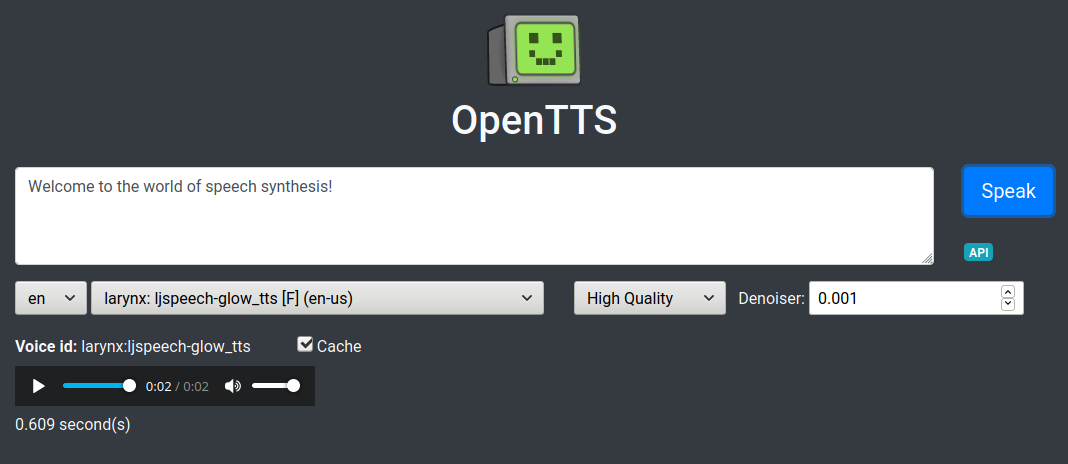 OpenTTS
Welcome to the world of speech synthesis!
Speak
API
en larynx: ljspeech-glow_tts [F] (en-us) High Quality Denoiser: 0.001
Voice id: larynx:ljspeech-glow_tts Cache
0:02 / 0:02
0.609 second(s)